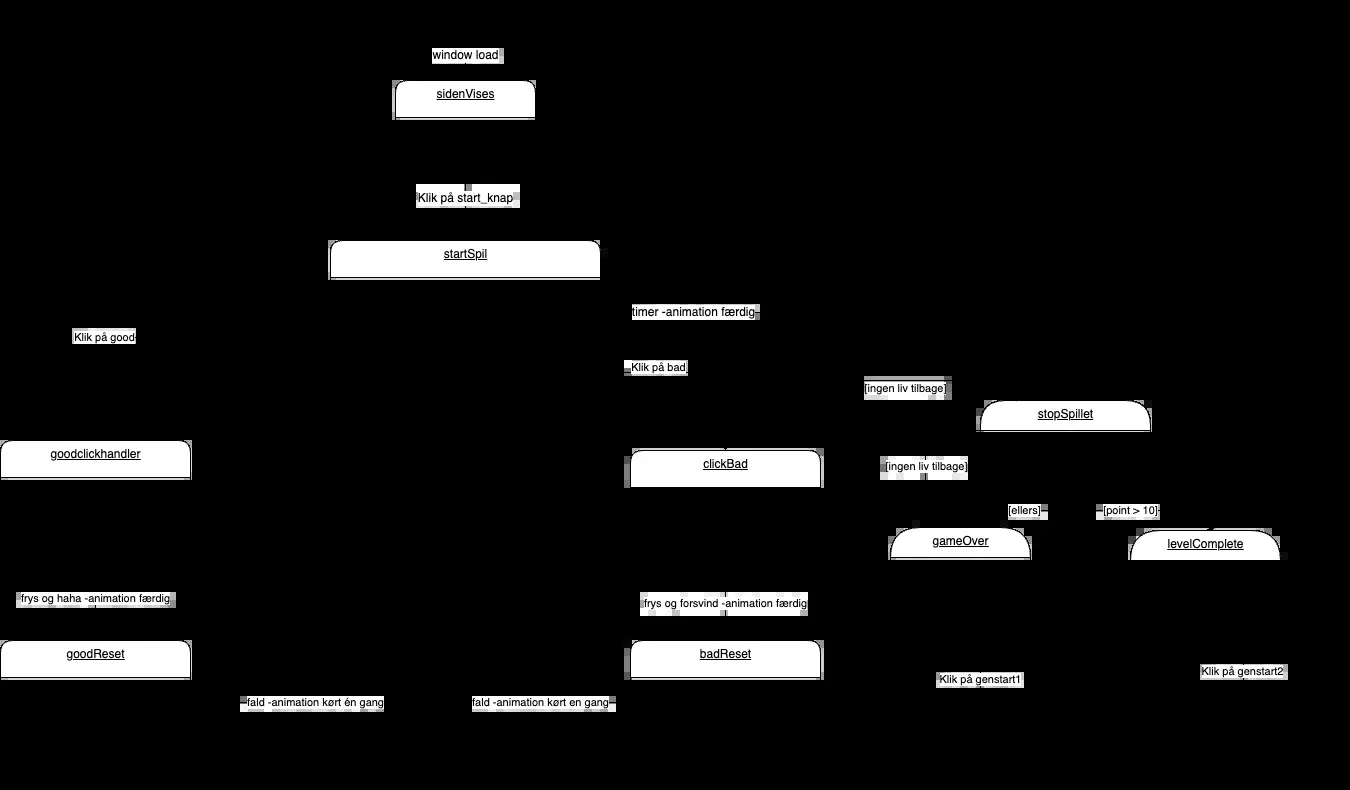 window load
sidenVises
Klik på start_knap
startSpil
timer -animation færdig
Klik på good
Klik på bad
[ingen liv tilbage]
stopSpillet
goodclickhandler
clickBad
[ingen liv tilbage]
[ellers]
[point > 10]
gameOver
levelComplete
frys og haha -animation færdig
frys og forsvind -animation færdig
goodReset
badReset
Klik på genstart1
Klik på genstart2
fald -animation kørt én gang
fald -animation kørt en gang